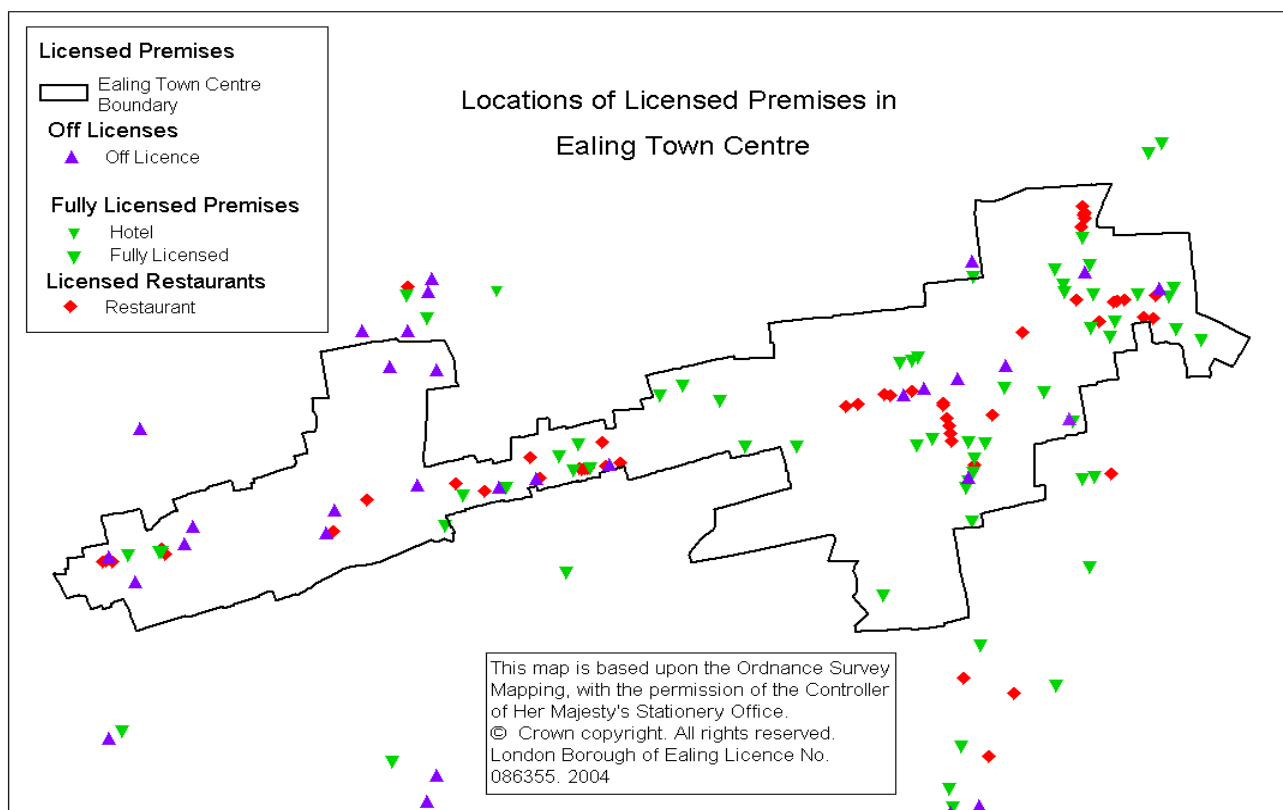 Licensed Premises
Ealing Town Centre
Boundary
Off Licenses
Off Licence
Fully Licensed Premises
Hotel
Fully Licensed
Licensed Restaurants
Restaurant
Locations of Licensed Premises in
Ealing Town Centre
This map is based upon the Ordnance Survey
Mapping, with the permission of the Controller
of Her Majesty's Stationery Office.
© Crown copyright. All rights reserved.
London Borough of Ealing Licence No.
086355. 2004